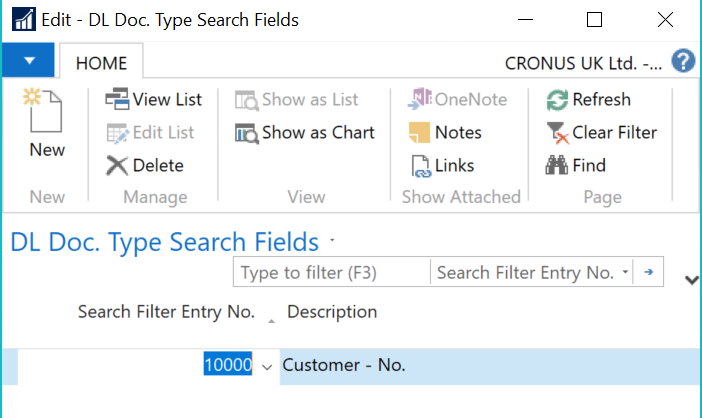 Edit - DL Doc. Type Search Fields
HOME
CRONUS UK Ltd. -...
?
New
View List
Edit List
Delete
Show as List
Show as Chart
OneNote
Notes
Links
Refresh
Clear Filter
Find
New
Manage
View
Show Attached
Page
DL Doc. Type Search Fields
Type to filter (F3)
Search Filter Entry No.
Search Filter Entry No.
Description
10000
Customer - No.